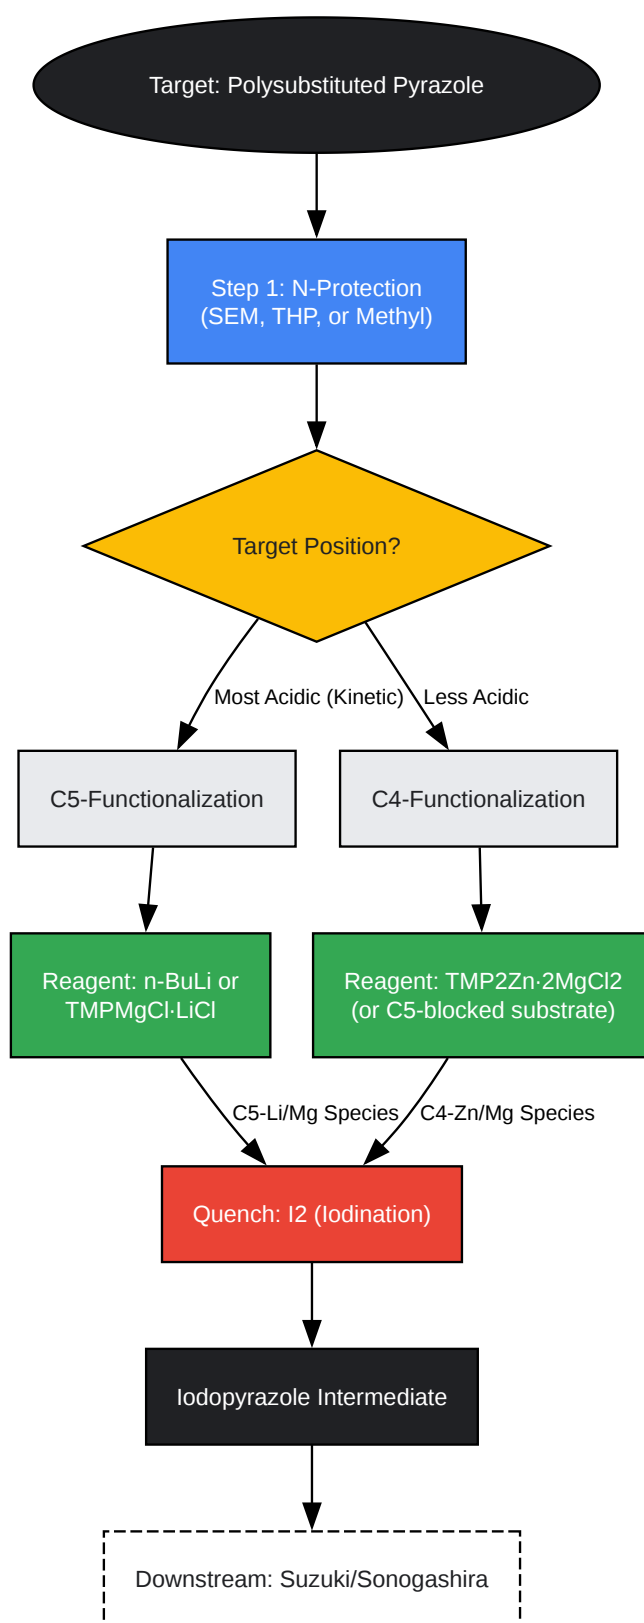 Target: Polysubstituted Pyrazole
Step 1: N-Protection
(SEM, THP, or Methyl)
Target Position?
Most Acidic (Kinetic)
Less Acidic
C5-Functionalization
C4-Functionalization
Reagent: n-BuLi or
TMPMgCl·LiCl
Reagent: TMP2Zn·2MgCl2
(or C5-blocked substrate)
C5-Li/Mg Species
C4-Zn/Mg Species
Quench: I2 (Iodination)
Iodopyrazole Intermediate
Downstream: Suzuki/Sonogashira